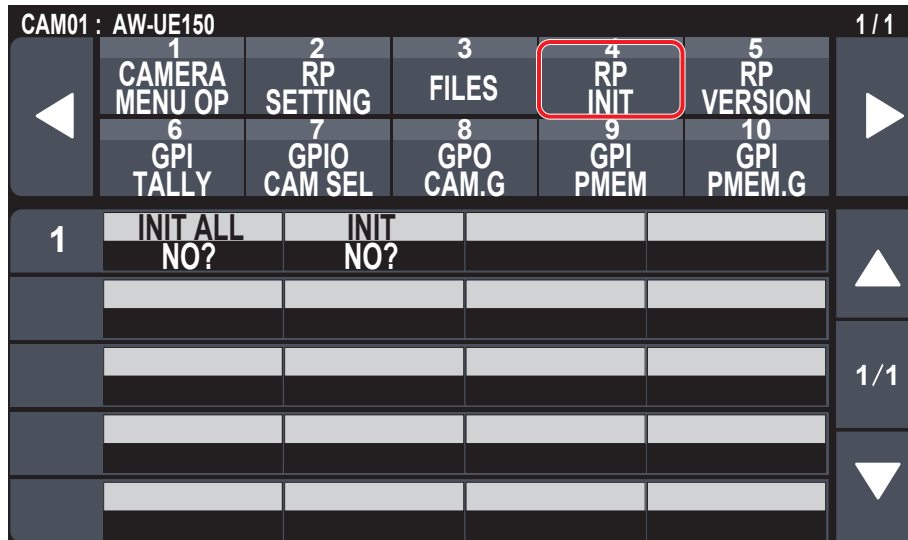 CAM01 : AW-UE150 1 / 1
1 2 3 4 5
CAMERA MENU OP
RP SETTING
FILES
RP INIT
RP VERSION
6 7 8 9 10
GPI TALLY
GPIO CAM SEL
GPO CAM.G
GPI PMEM
GPI PMEM.G
1
INIT ALL INIT
NO? NO?
1/1